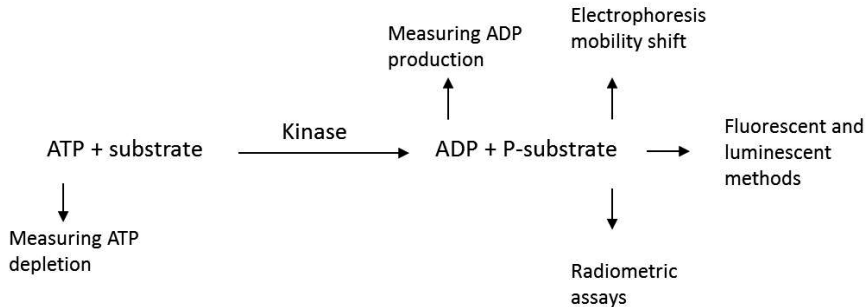 Measuring ADP
production
Electrophoresis
mobility shift
Kinase
ATP + substrate
ADP + P-substrate
Fluorescent and
luminescent
methods
Measuring ATP
depletion
Radiometric
assays